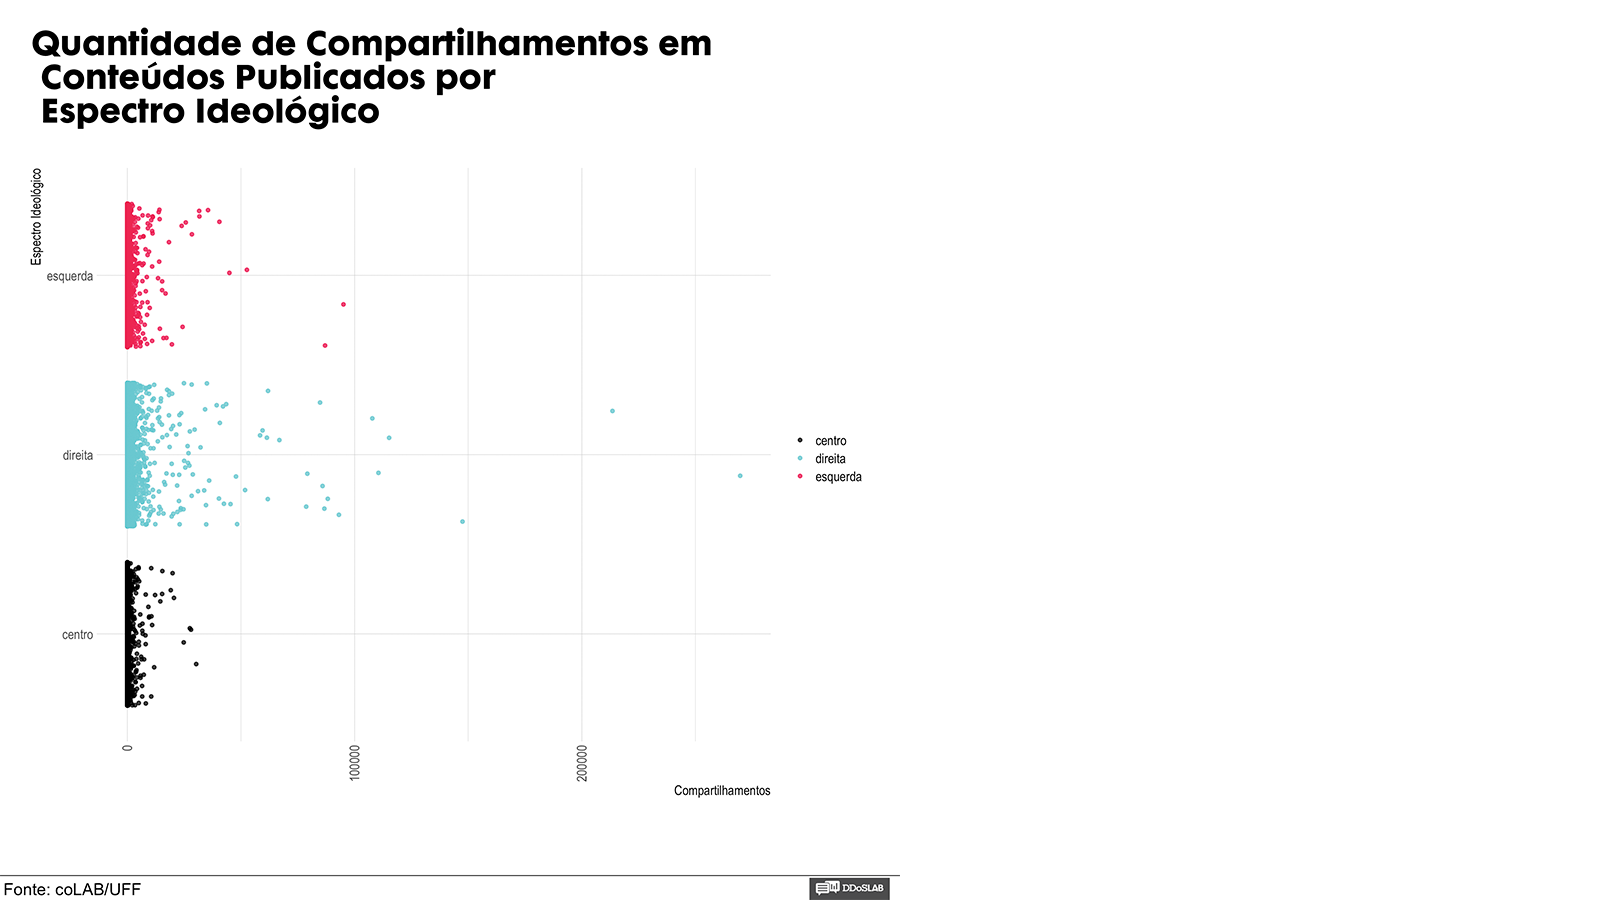 Quantidade de Compartilhamentos em
Conteúdos Publicados por
Espectro Ideológico
Espectro Ideológico
esquerda
direita
centro
centro
direita
esquerda
0
100000
200000
Compartilhamentos
Fonte: coLAB/UFF
DDoSLAB